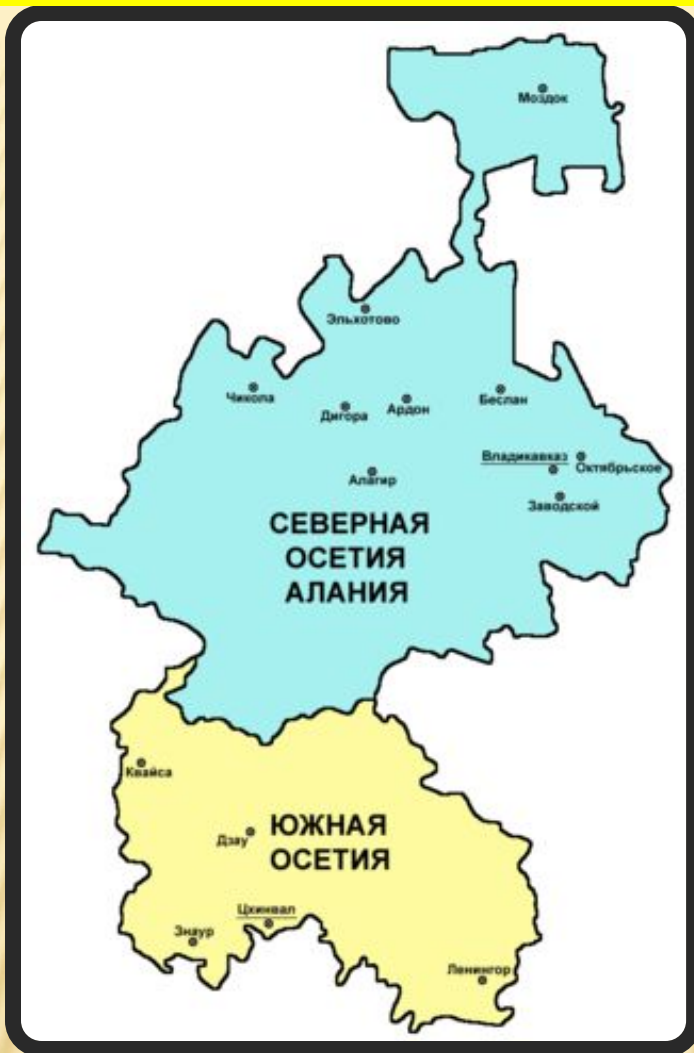 Моздок
Эльхотово
Чикола
Дигора
Ардон
Беслан
Владикавказ
Октябрьское
Алагир
Заводской
СЕВЕРНАЯ
ОСЕТИЯ
АЛАНИЯ
Квайса
Дзау
ЮЖНАЯ
ОСЕТИЯ
Цхинвал
Знаур
Ленингор